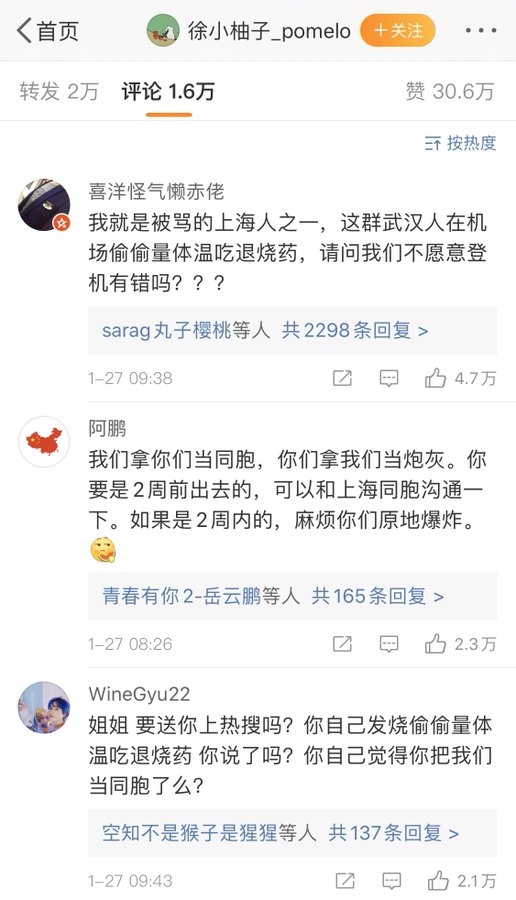 首页
徐小柚子_pomelo
+关注
转发 2万
评论 1.6万
赞 30.6万
按热度
喜洋怪气懒赤佬
我就是被骂的上海人之一，这群武汉人在机
场偷偷量体温吃退烧药，请问我们不愿意登
机有错吗？？？
sarag丸子樱桃等人 共2298条回复 >
1-27 09:38
4.7万
阿鹏
我们拿你们当同胞，你们拿我们当炮灰。你
要是2周前出去的，可以和上海同胞沟通一
下。如果是2周内的，麻烦你们原地爆炸。
青春有你2-岳云鹏等人 共165条回复 >
1-27 08:26
2.3万
WineGyu22
姐姐 要送你上热搜吗？你自己发烧偷偷量体
温吃退烧药 你说了吗？你自己觉得你把我们
当同胞了么？
空知不是猴子是猩猩等人 共137条回复 >
1-27 09:43
2.1万